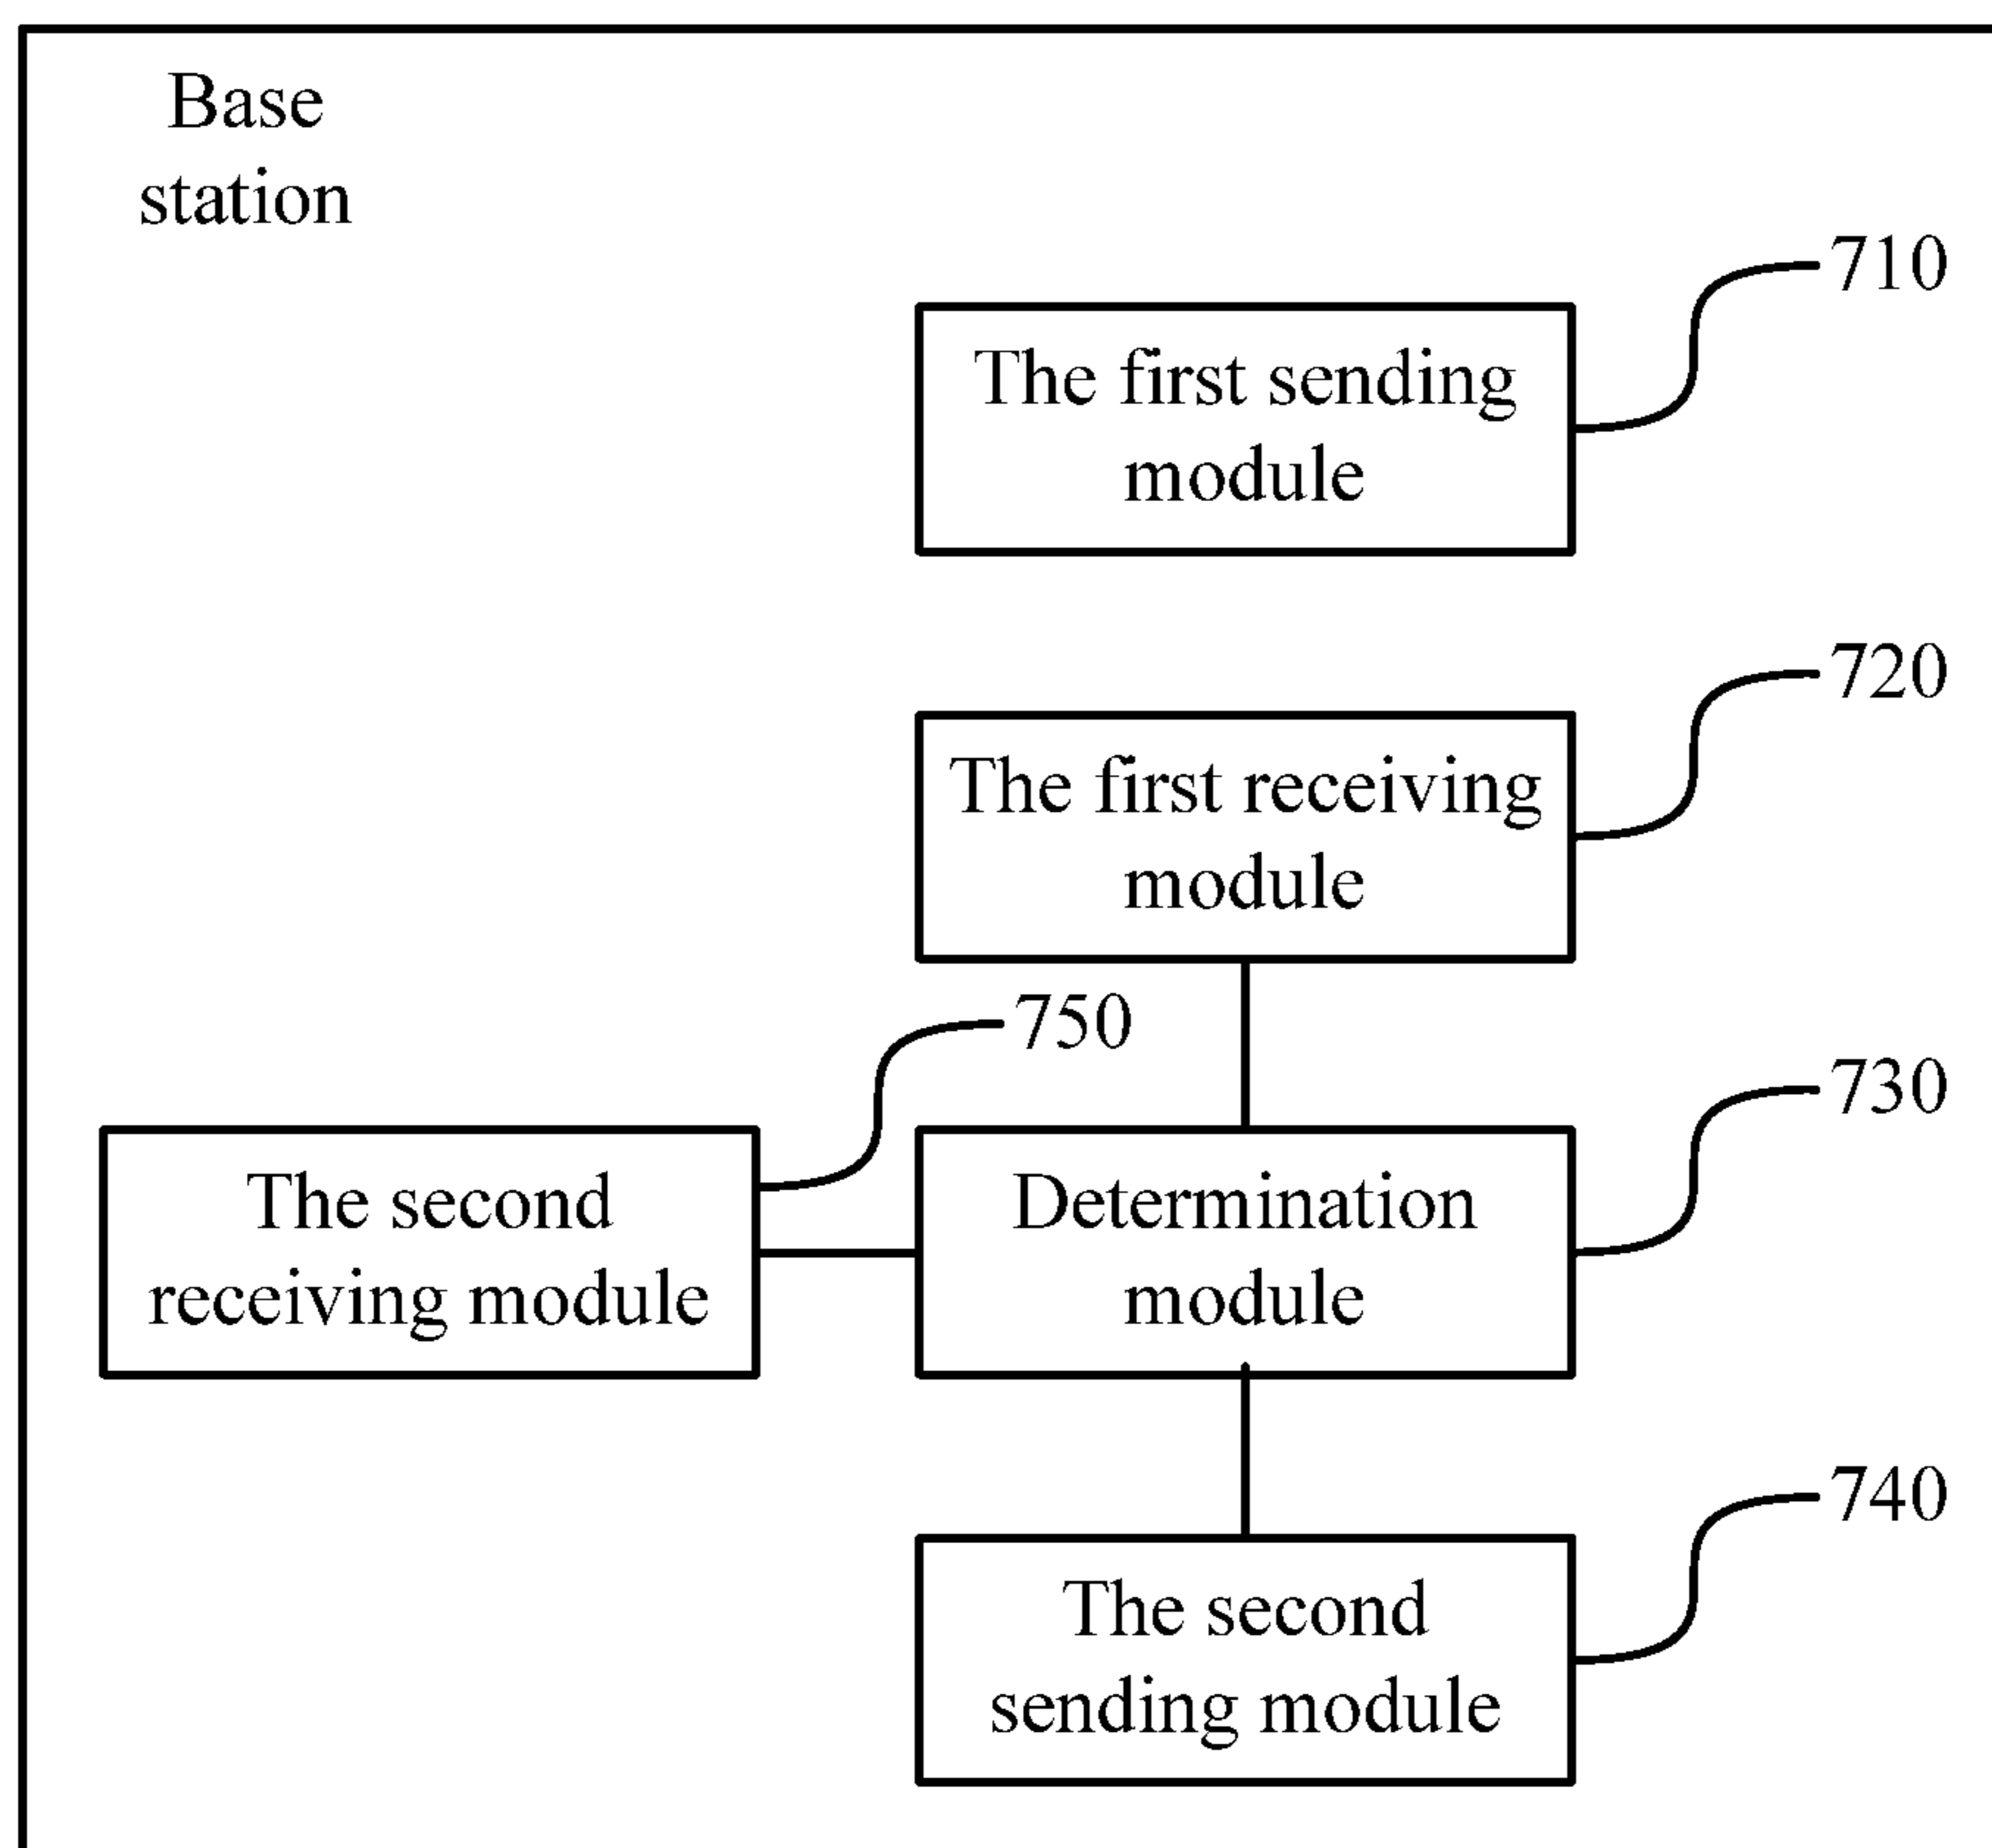 Base
station
710
The first sending
module
720
The first receiving
module
750
730
The second
receiving module
Determination
module
740
The second
sending module